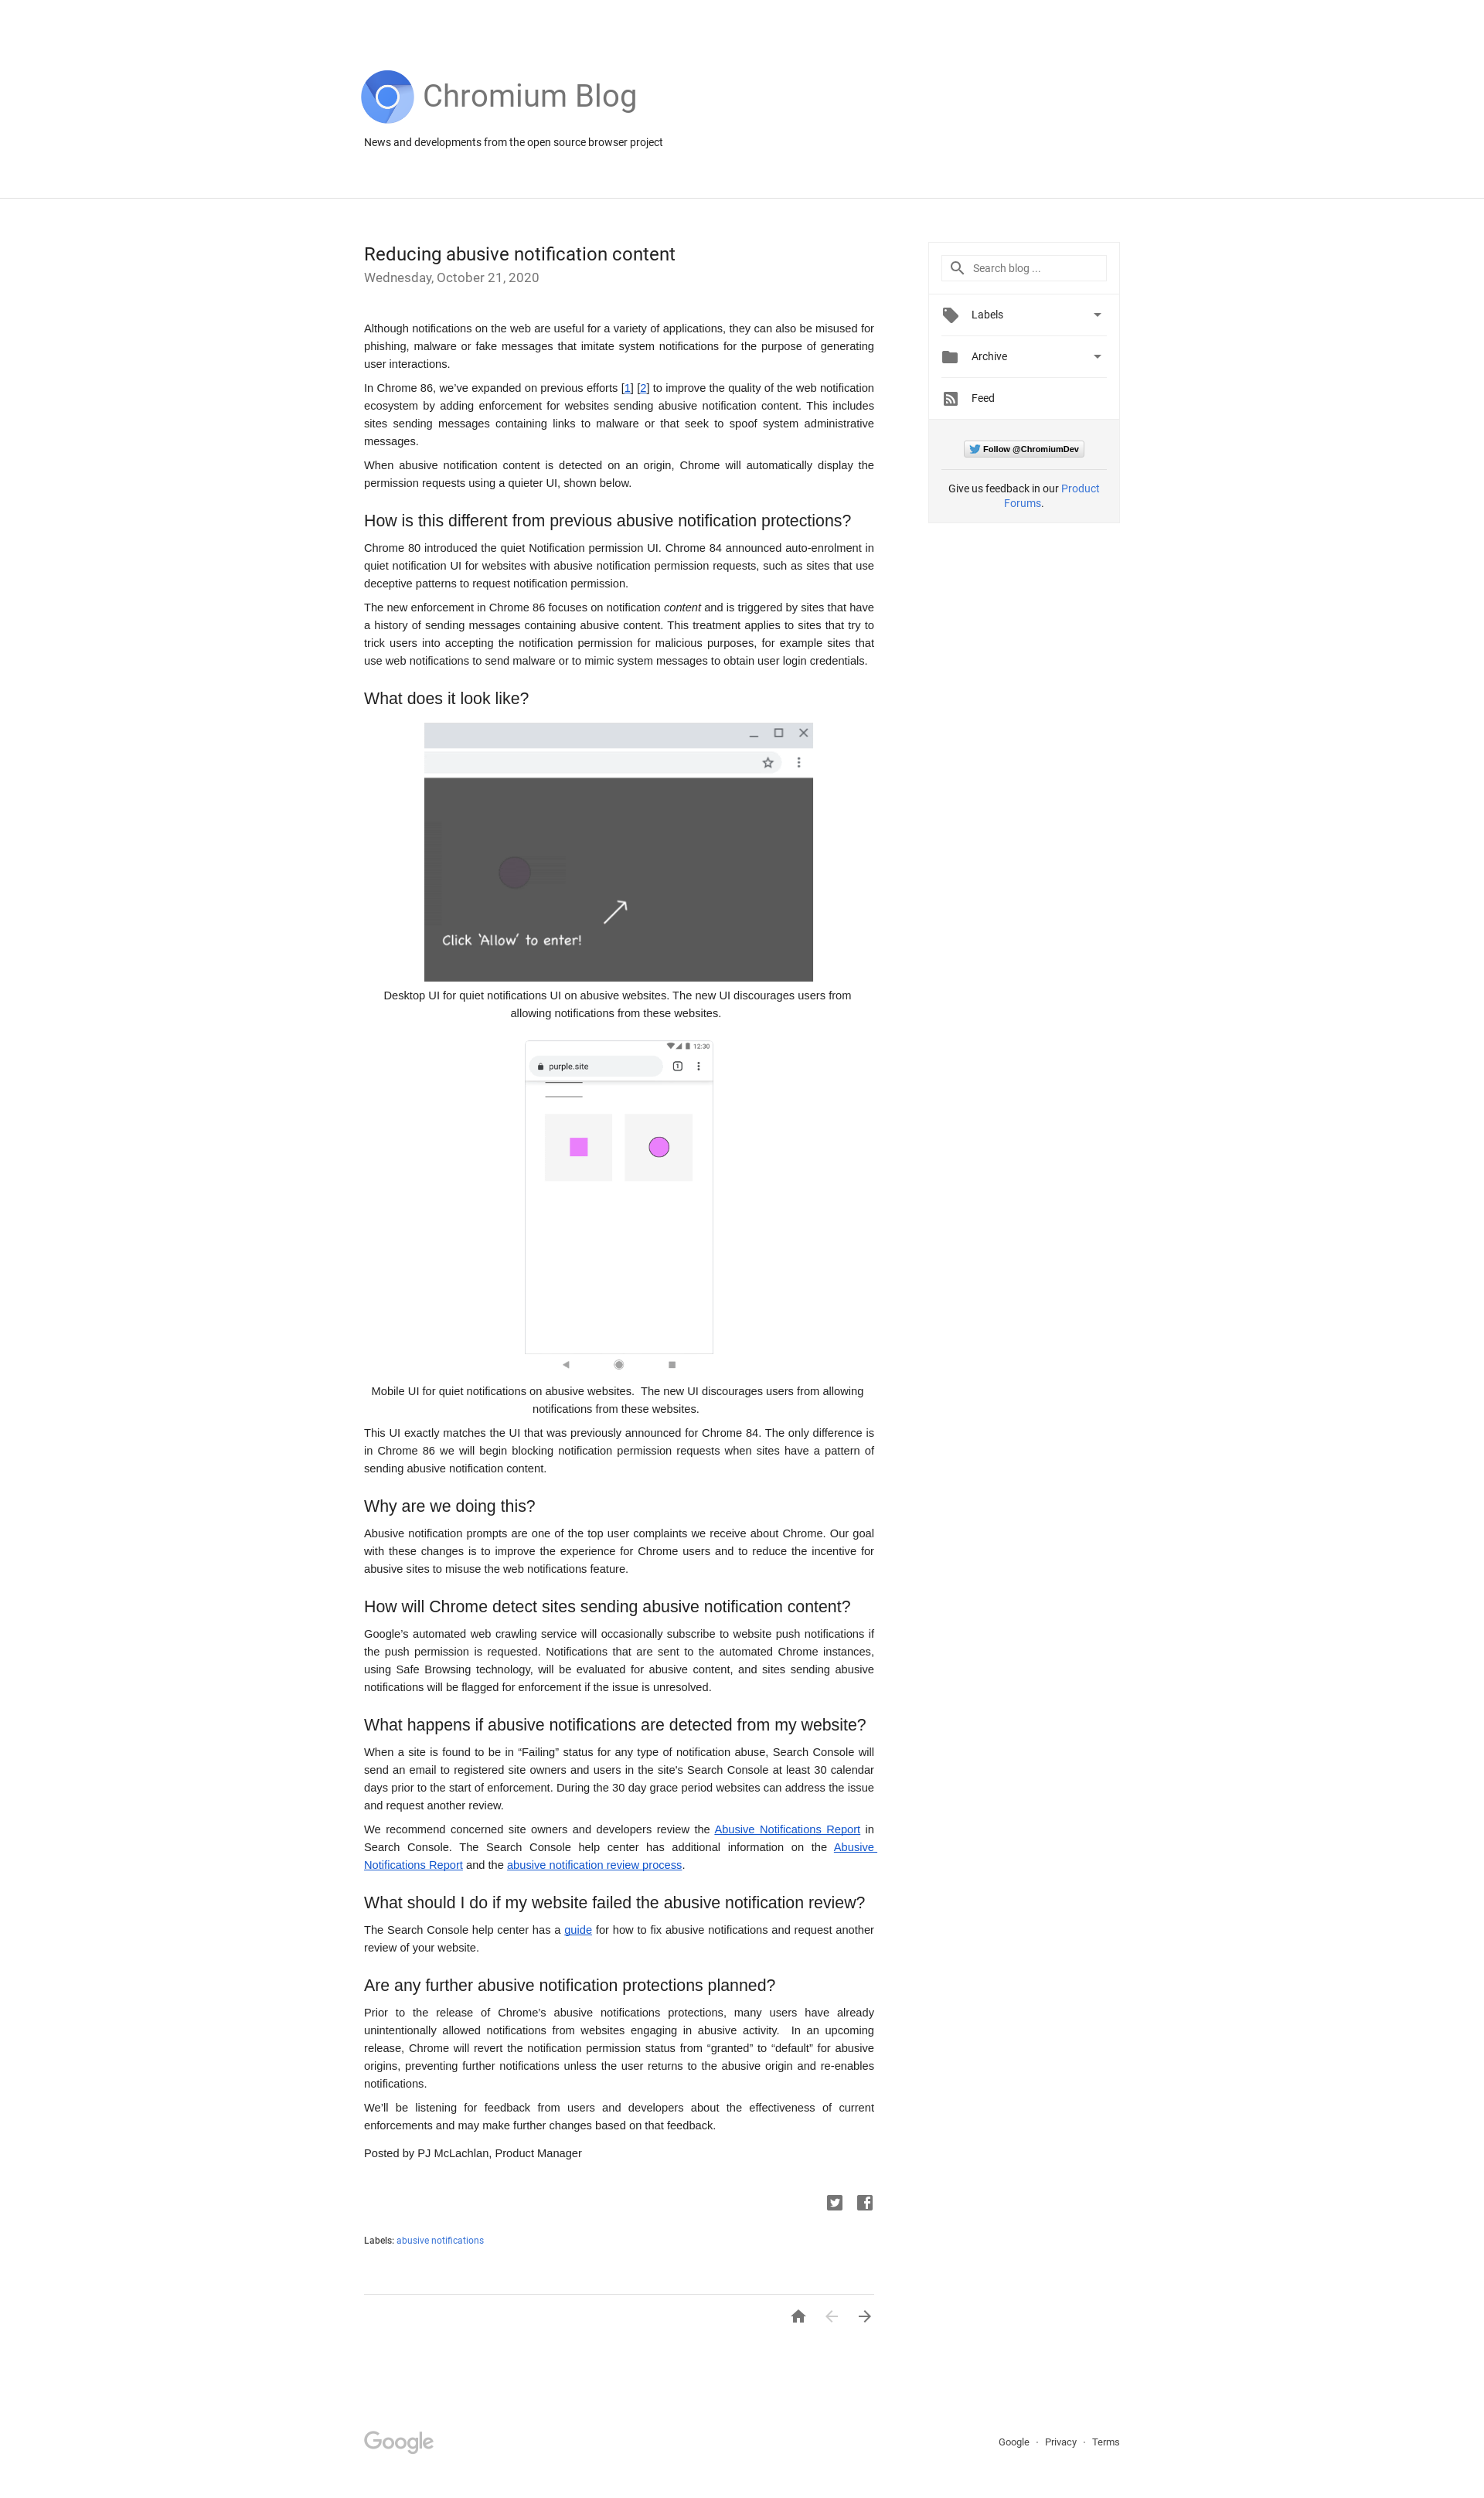 Chromium Blog
News and developments from the open source browser project
Reducing abusive notification content
Wednesday, October 21, 2020
Although notifications on the web are useful for a variety of applications, they can also be misused for
phishing, malware or fake messages that imitate system notifications for the purpose of generating
user interactions.
In Chrome 86, we’ve expanded on previous efforts [1] [2] to improve the quality of the web notification
ecosystem by adding enforcement for websites sending abusive notification content. This includes
sites sending messages containing links to malware or that seek to spoof system administrative
messages.
When abusive notification content is detected on an origin, Chrome will automatically display the
permission requests using a quieter UI, shown below.
How is this different from previous abusive notification protections?
Chrome 80 introduced the quiet Notification permission UI. Chrome 84 announced auto-enrolment in
quiet notification UI for websites with abusive notification permission requests, such as sites that use
deceptive patterns to request notification permission.
The new enforcement in Chrome 86 focuses on notification content and is triggered by sites that have
a history of sending messages containing abusive content. This treatment applies to sites that try to
trick users into accepting the notification permission for malicious purposes, for example sites that
use web notifications to send malware or to mimic system messages to obtain user login credentials.
What does it look like?
Click ‘Allow’ to enter!
Desktop UI for quiet notifications UI on abusive websites. The new UI discourages users from
allowing notifications from these websites.
12:30
purple.site
1
Mobile UI for quiet notifications on abusive websites.  The new UI discourages users from allowing
notifications from these websites.
This UI exactly matches the UI that was previously announced for Chrome 84. The only difference is
in Chrome 86 we will begin blocking notification permission requests when sites have a pattern of
sending abusive notification content.
Why are we doing this?
Abusive notification prompts are one of the top user complaints we receive about Chrome. Our goal
with these changes is to improve the experience for Chrome users and to reduce the incentive for
abusive sites to misuse the web notifications feature.
How will Chrome detect sites sending abusive notification content?
Google’s automated web crawling service will occasionally subscribe to website push notifications if
the push permission is requested. Notifications that are sent to the automated Chrome instances,
using Safe Browsing technology, will be evaluated for abusive content, and sites sending abusive
notifications will be flagged for enforcement if the issue is unresolved.
What happens if abusive notifications are detected from my website?
When a site is found to be in “Failing” status for any type of notification abuse, Search Console will
send an email to registered site owners and users in the site's Search Console at least 30 calendar
days prior to the start of enforcement. During the 30 day grace period websites can address the issue
and request another review.
We recommend concerned site owners and developers review the Abusive Notifications Report in
Search Console. The Search Console help center has additional information on the Abusive
Notifications Report and the abusive notification review process.
What should I do if my website failed the abusive notification review?
The Search Console help center has a guide for how to fix abusive notifications and request another
review of your website.
Are any further abusive notification protections planned?
Prior to the release of Chrome’s abusive notifications protections, many users have already
unintentionally allowed notifications from websites engaging in abusive activity.  In an upcoming
release, Chrome will revert the notification permission status from “granted” to “default” for abusive
origins, preventing further notifications unless the user returns to the abusive origin and re-enables
notifications.
We’ll be listening for feedback from users and developers about the effectiveness of current
enforcements and may make further changes based on that feedback.
Posted by PJ McLachlan, Product Manager
Labels: abusive notifications
Search blog ...
Labels
Archive
Feed
Follow @ChromiumDev
Give us feedback in our Product
Forums.
Google
Google · Privacy · Terms